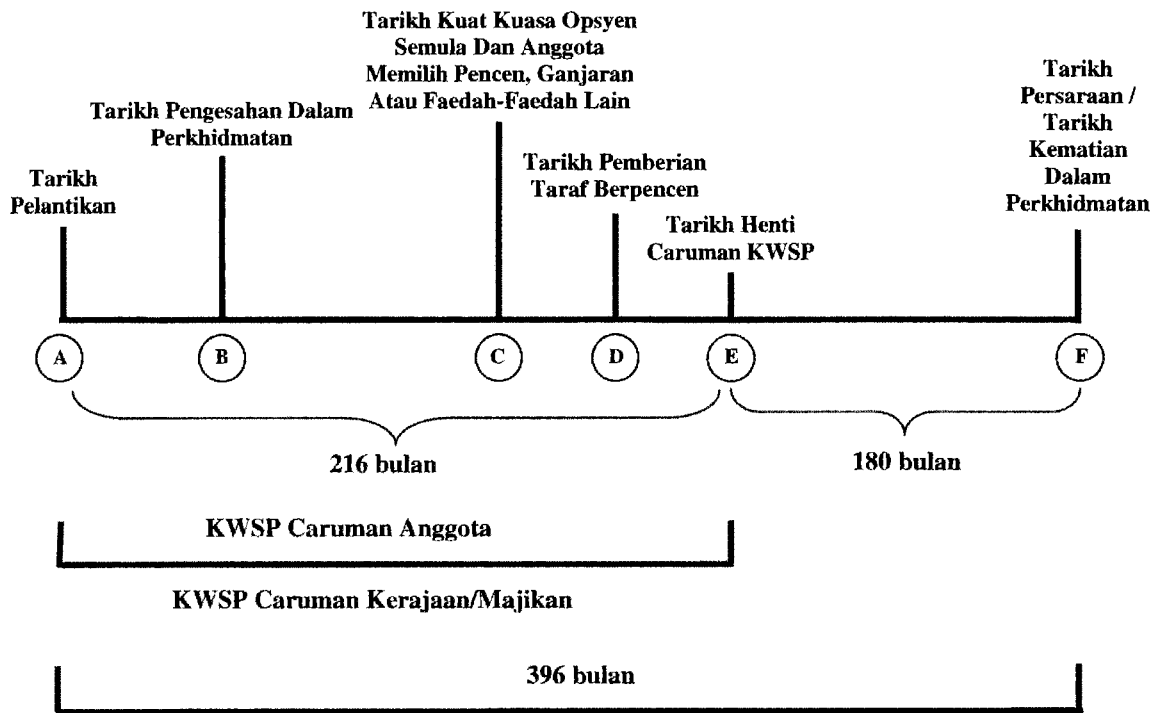 Tarikh Kuat Kuasa Opsyen
Semula Dan Anggota
Memilih Pencen, Ganjaran
Atau Faedah-Faedah Lain
Tarikh
Persaraan /
Tarikh
Kematian
Dalam
Perkhidmatan
Tarikh Pengesahan Dalam
Perkhidmatan
Tarikh Pemberian
Taraf Berpencen
Tarikh
Pelantikan
Tarikh Henti
Caruman KWSP
A B C D E F
216 bulan 180 bulan
KWSP Caruman Anggota
KWSP Caruman Kerajaan/Majikan
396 bulan